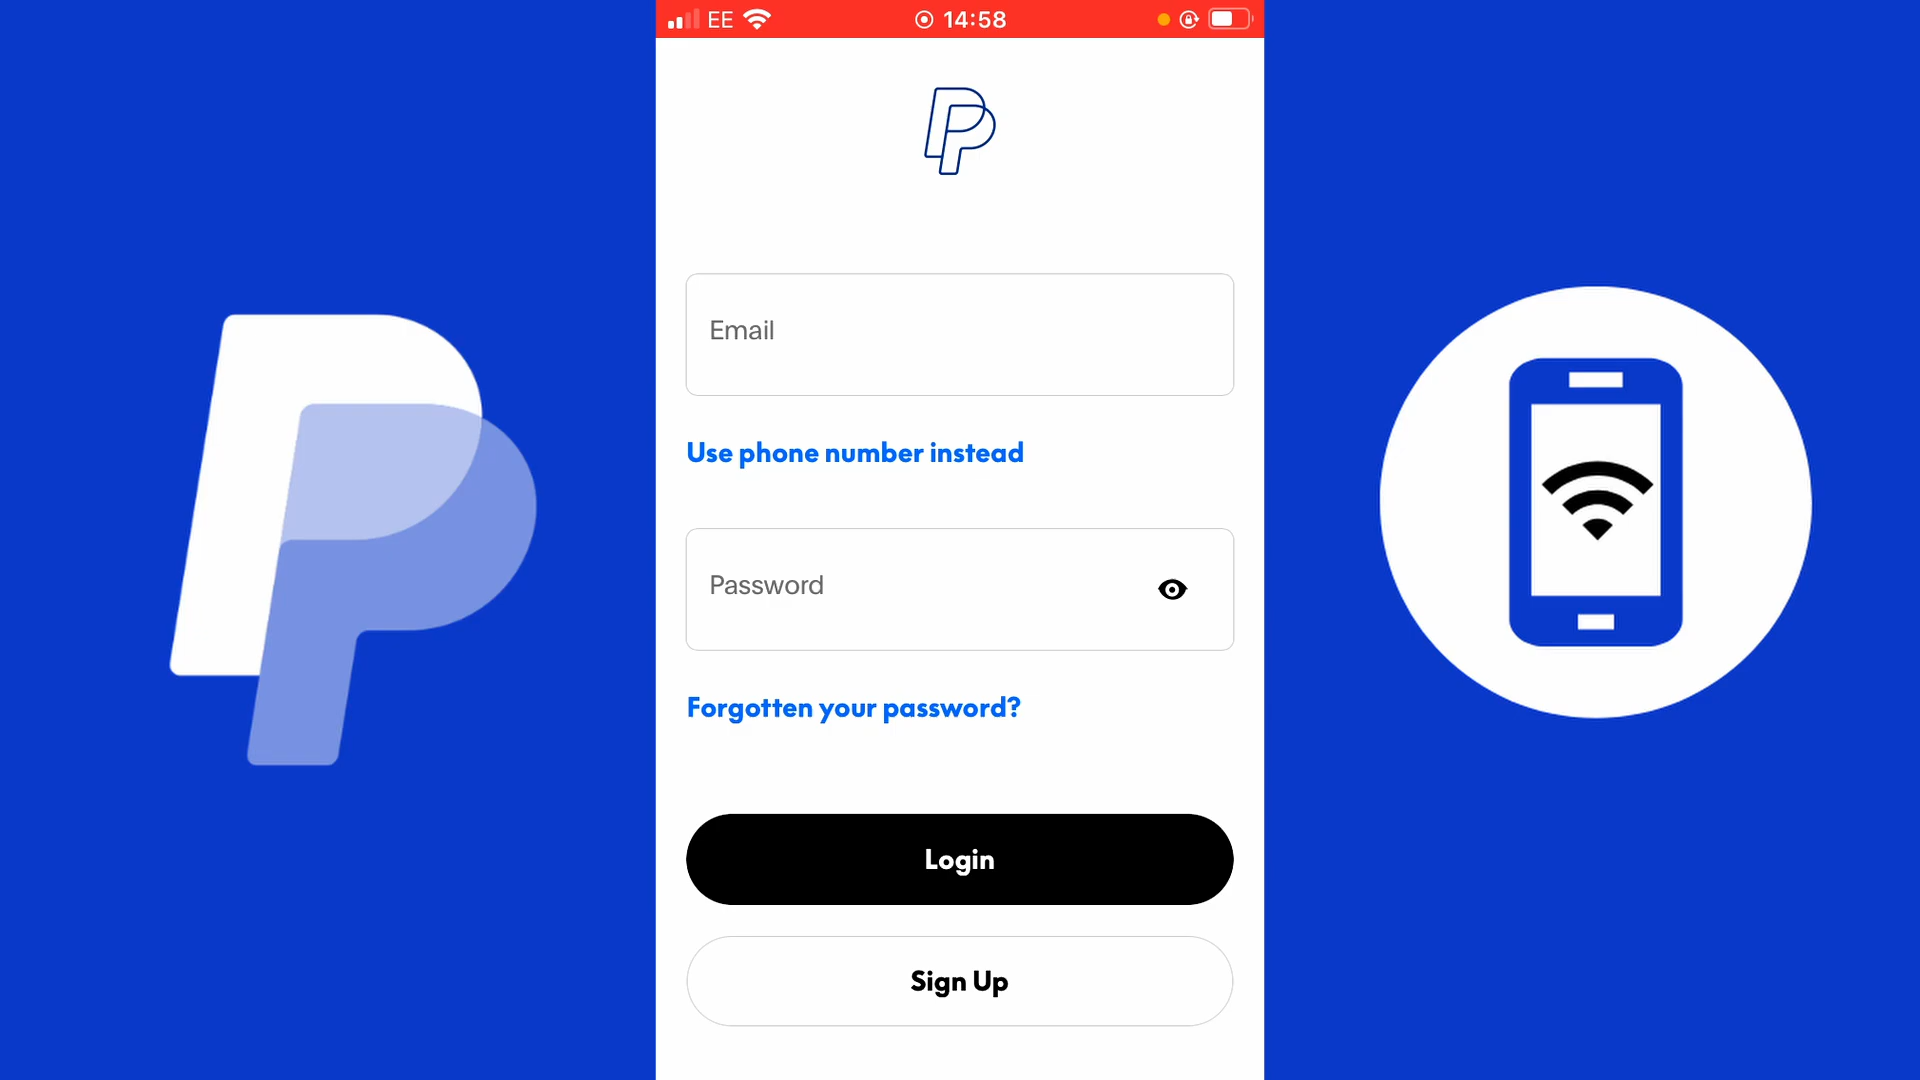 EE 14:58
Email
Use phone number instead
Password
Forgotten your password?
Login
Sign Up